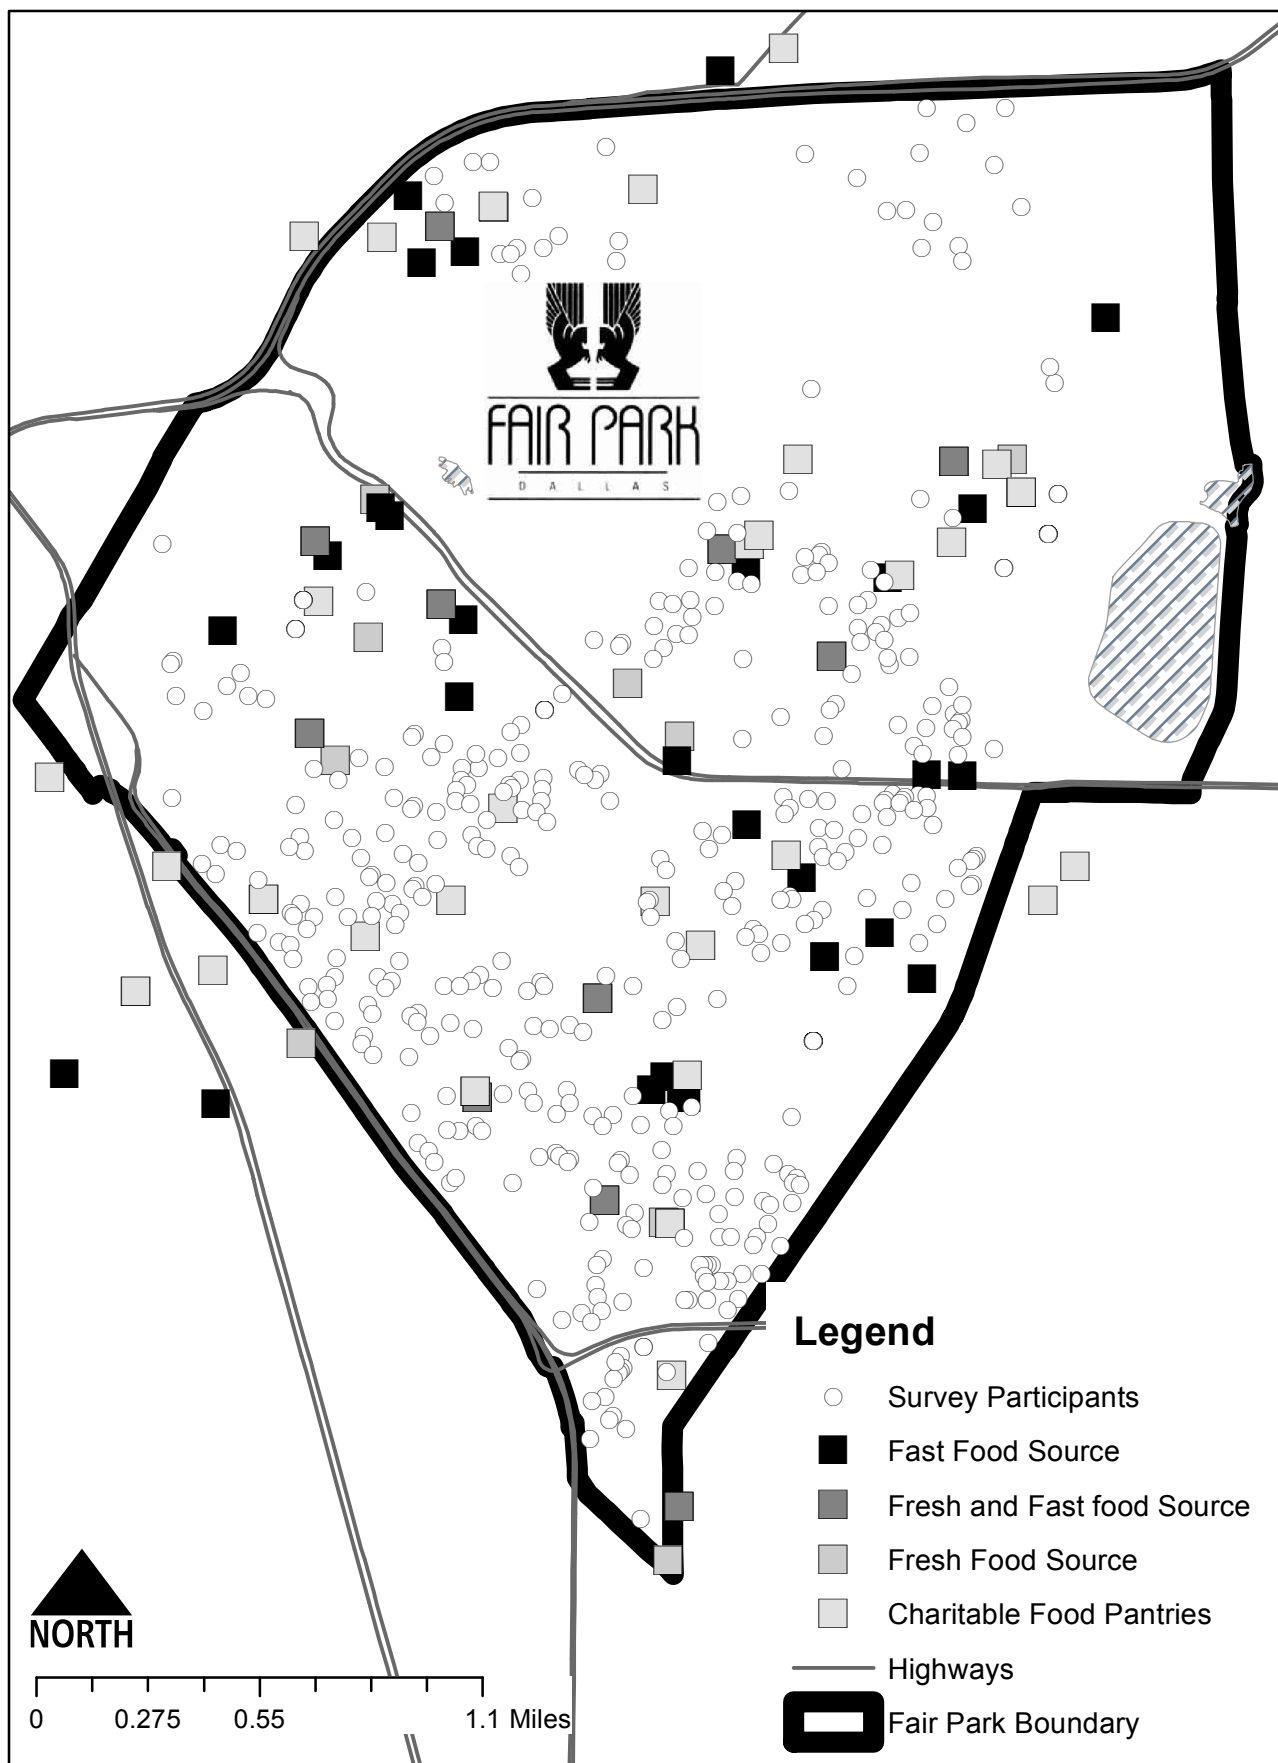 FAIR PARK
DALLAS
Legend
Survey Participants
Fast Food Source
Fresh and Fast food Source
Fresh Food Source
Charitable Food Pantries
Highways
Fair Park Boundary
NORTH
0 0.275 0.55 1.1 Miles